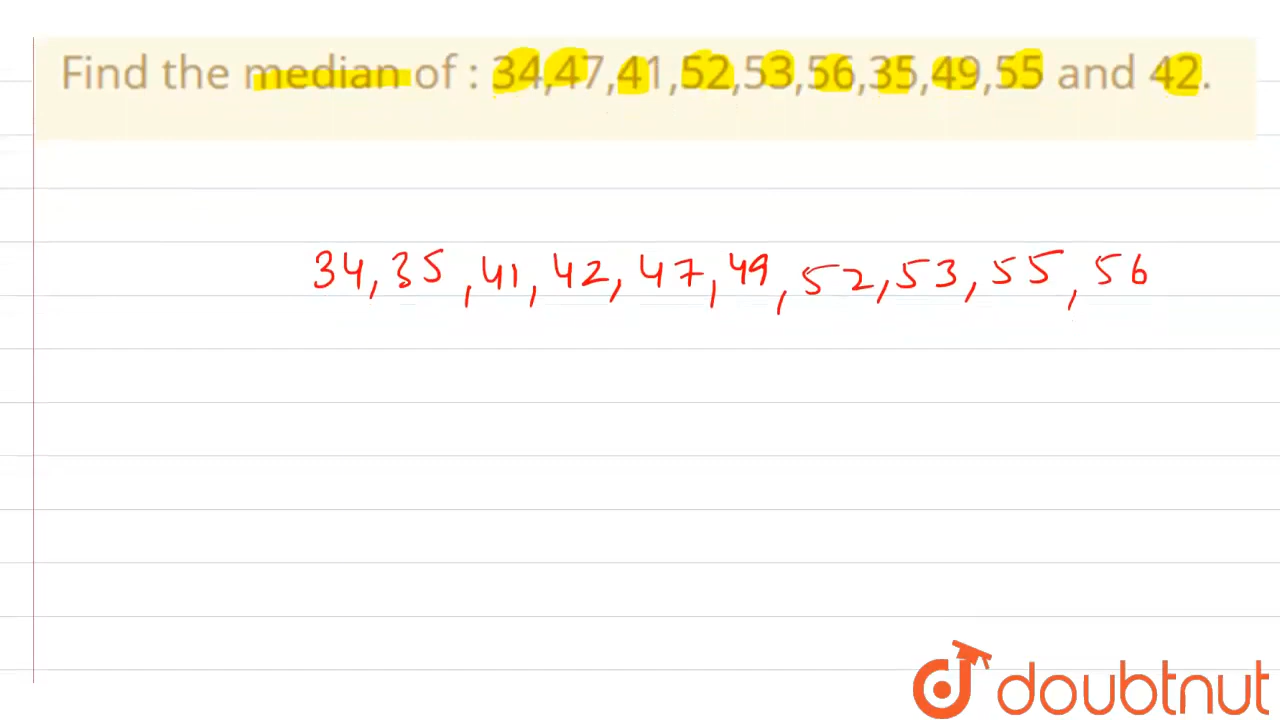 Find the median of : 34,47,41,52,53,56,35,49,55 and 42.
34,35,41,42,47,49,52,53,55,56
doubtnut